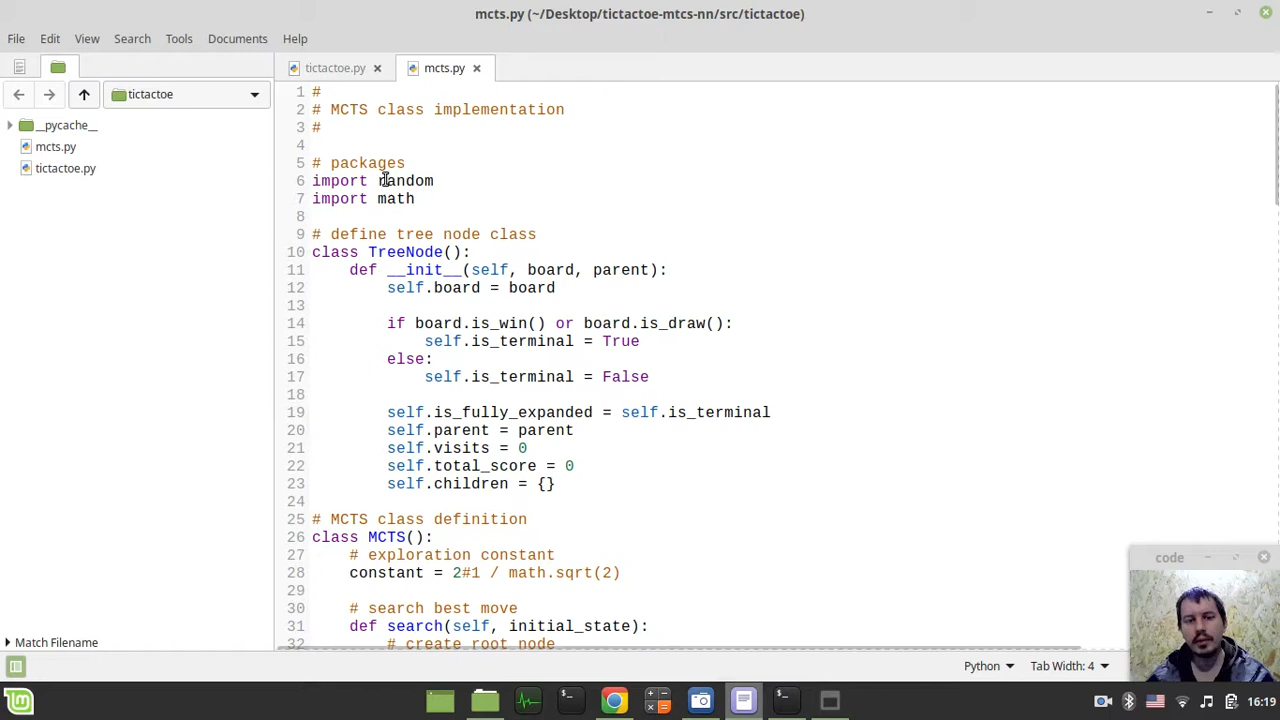 mcts.py (~/Desktop/tictactoe-mtcs-nn/src/tictactoe)
File Edit View Search Tools Documents Help
tictactoe.py mcts.py
tictactoe
__pycache__
mcts.py
tictactoe.py
1 #
2 # MCTS class implementation
3 #
4
5 # packages
6 import random
7 import math
8
9 # define tree node class
10 class TreeNode():
11 def __init__(self, board, parent):
12 self.board = board
13
14 if board.is_win() or board.is_draw():
15 self.is_terminal = True
16 else:
17 self.is_terminal = False
18
19 self.is_fully_expanded = self.is_terminal
20 self.parent = parent
21 self.visits = 0
22 self.total_score = 0
23 self.children = {}
24
25 # MCTS class definition
26 class MCTS():
27 # exploration constant
28 constant = 2#1 / math.sqrt(2)
29
30 # search best move
31 def search(self, initial_state):
32 # create root node
Match Filename
code
Python Tab Width: 4
16:19